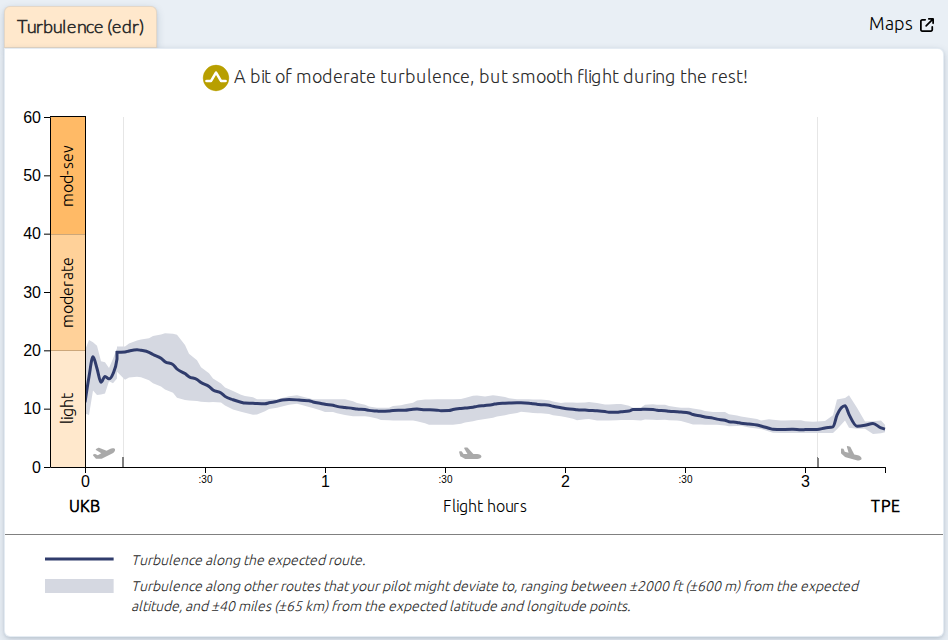 Turbulence (edr)
Maps
A bit of moderate turbulence, but smooth flight during the rest!
60
50
40
30
20
10
0
mod-sev
moderate
light
0
:30
1
:30
2
:30
3
UKB
Flight hours
TPE
Turbulence along the expected route.
Turbulence along other routes that your pilot might deviate to, ranging between ±2000 ft (±600 m) from the expected
altitude, and ±40 miles (±65 km) from the expected latitude and longitude points.